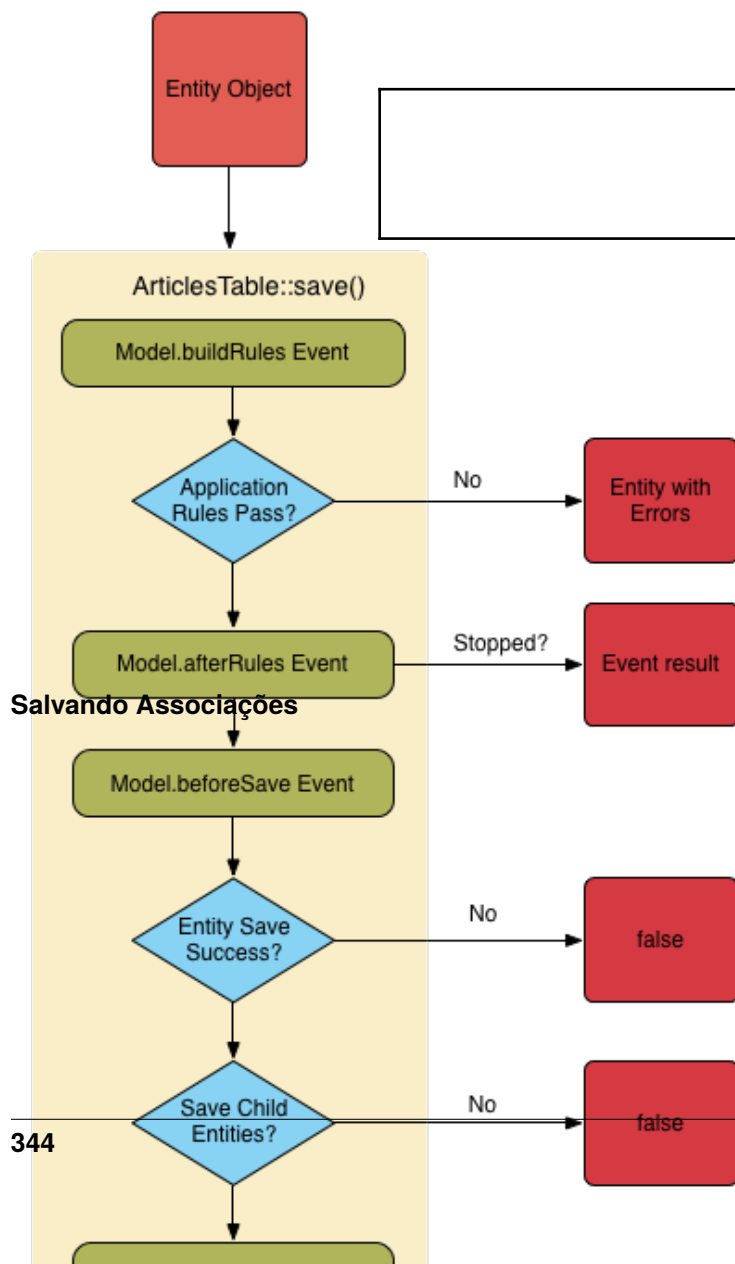 Entity Object
ArticlesTable::save()
Model.buildRules Event
Application
Rules Pass?
No
Entity with
Errors
Model.afterRules Event
Stopped?
Event result
Salvando Associações
Model.beforeSave Event
Entity Save
Success?
No
false
Save Child
Entities?
No
false
344